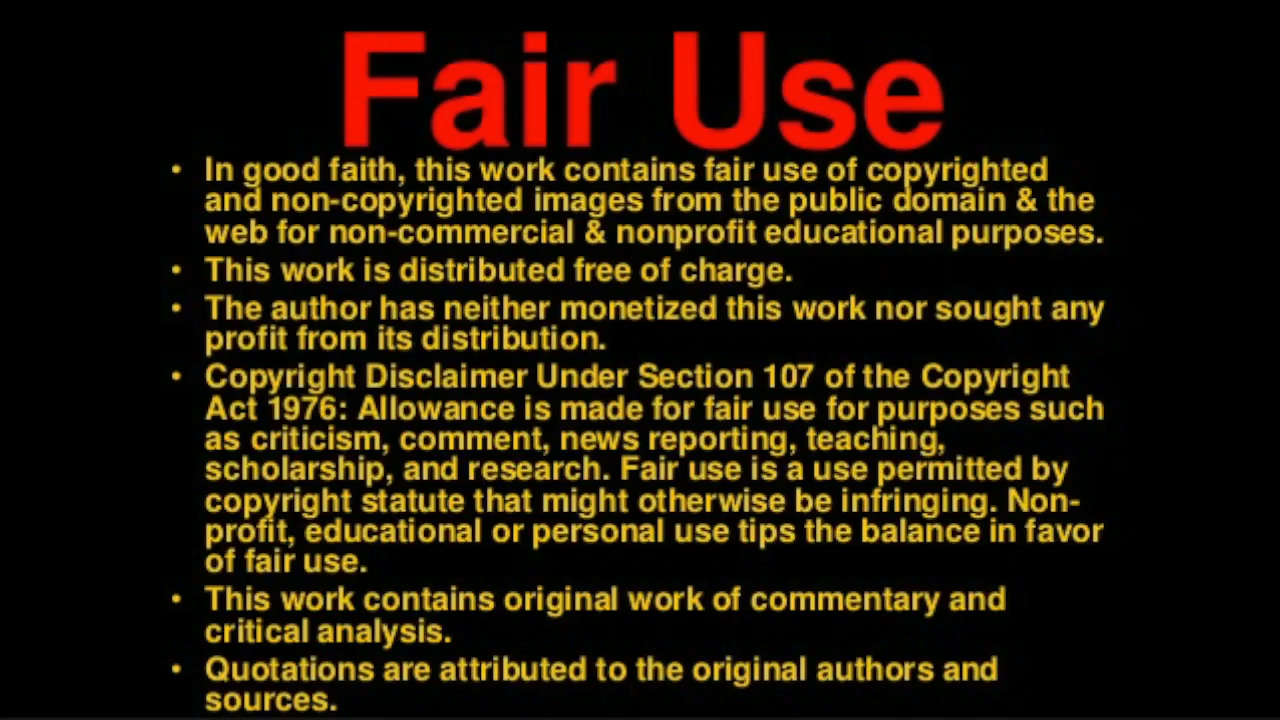 Fair Use
• In good faith, this work contains fair use of copyrighted
and non-copyrighted images from the public domain & the
web for non-commercial & nonprofit educational purposes.
• This work is distributed free of charge.
• The author has neither monetized this work nor sought any
profit from its distribution.
• Copyright Disclaimer Under Section 107 of the Copyright
Act 1976: Allowance is made for fair use for purposes such
as criticism, comment, news reporting, teaching,
scholarship, and research. Fair use is a use permitted by
copyright statute that might otherwise be infringing. Non-
profit, educational or personal use tips the balance in favor
of fair use.
• This work contains original work of commentary and
critical analysis.
• Quotations are attributed to the original authors and
sources.